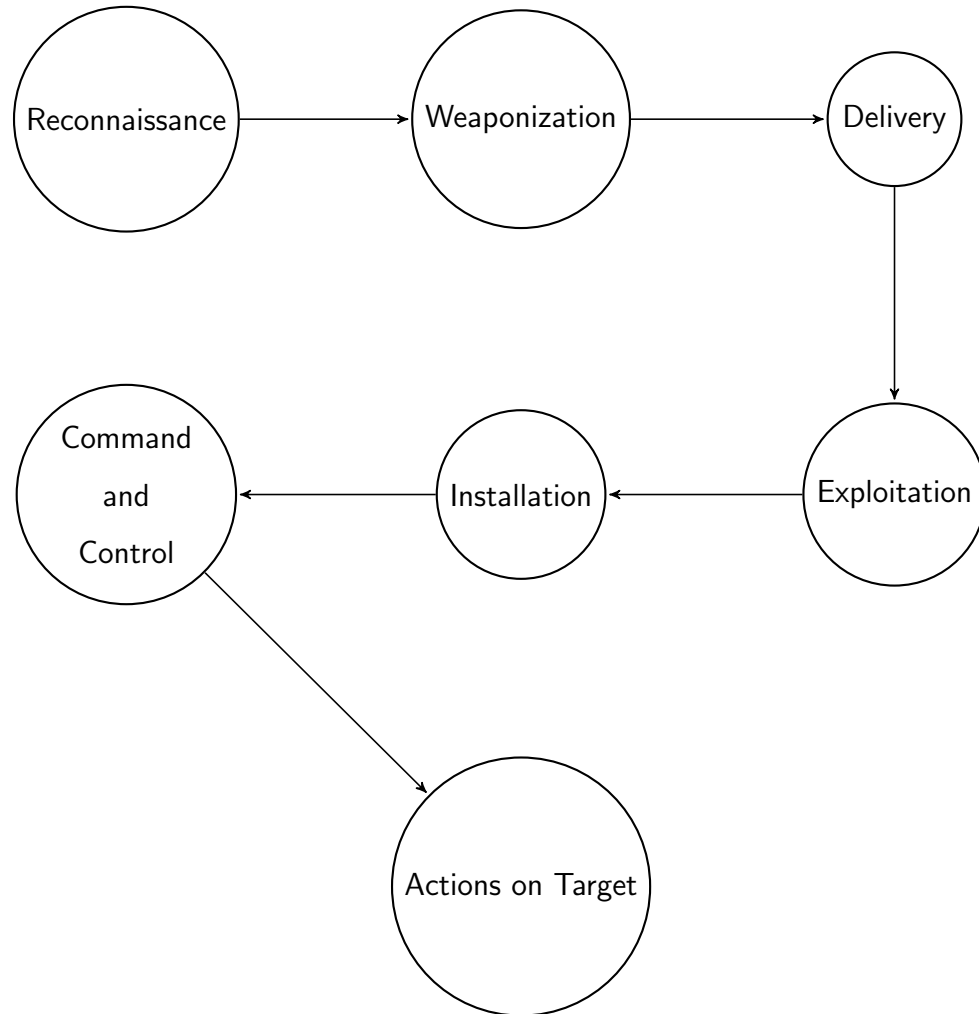 Reconnaissance
Weaponization
Delivery
Command
and
Control
Installation
Exploitation
Actions on Target